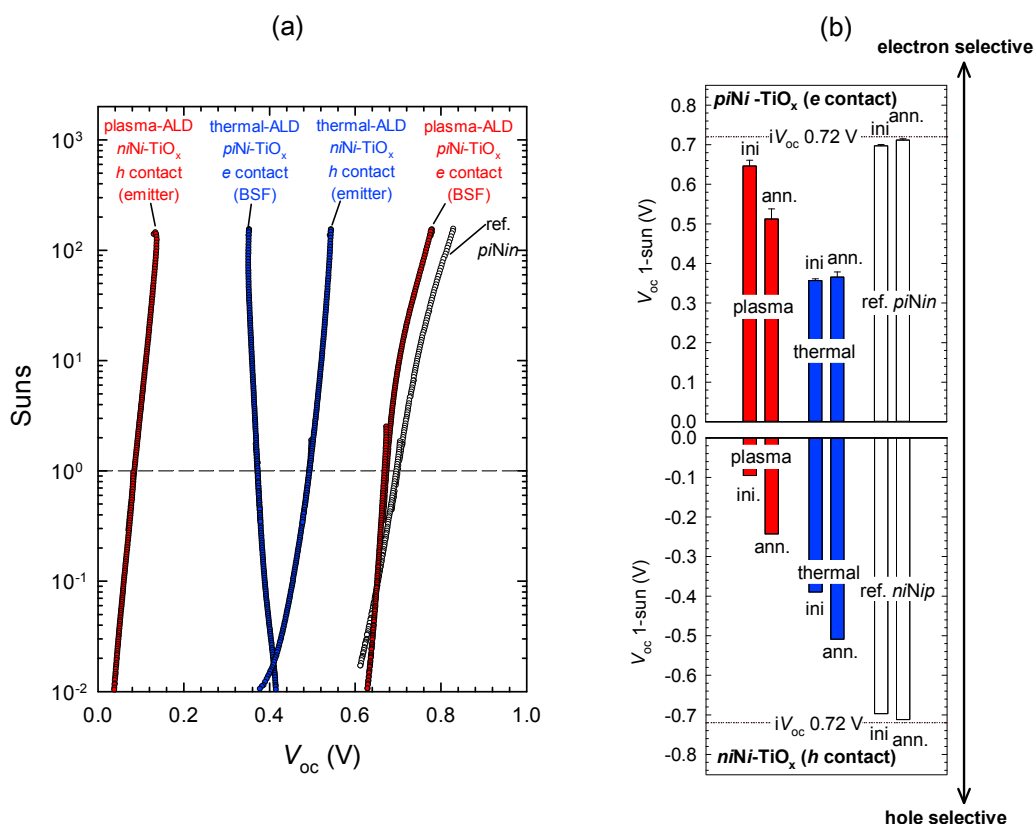 (a)
plasma-ALD
niNi-TiOx
h contact
(emitter)
thermal-ALD
piNi-TiOx
e contact
(BSF)
thermal-ALD
niNi-TiOx
h contact
(emitter)
plasma-ALD
piNi-TiOx
e contact
(BSF)
ref.
piNin
10³
10²
10¹
10⁰
10⁻¹
10⁻²
Suns
0.0 0.2 0.4 0.6 0.8 1.0
Voc (V)
(b)
electron selective
piNi -TiOx (e contact)
iVoc 0.72 V
ini
ann.
ini
ann.
ini
ann.
plasma
thermal
ref. piNin
0.8
0.7
0.6
0.5
0.4
0.3
0.2
0.1
0.0
Voc 1-sun (V)
0.0
-0.1
-0.2
-0.3
-0.4
-0.5
-0.6
-0.7
-0.8
Voc 1-sun (V)
plasma
ini.
ann.
thermal
ini
ann.
ref. niNip
iVoc 0.72 V
ini
ann.
niNi-TiOx (h contact)
hole selective